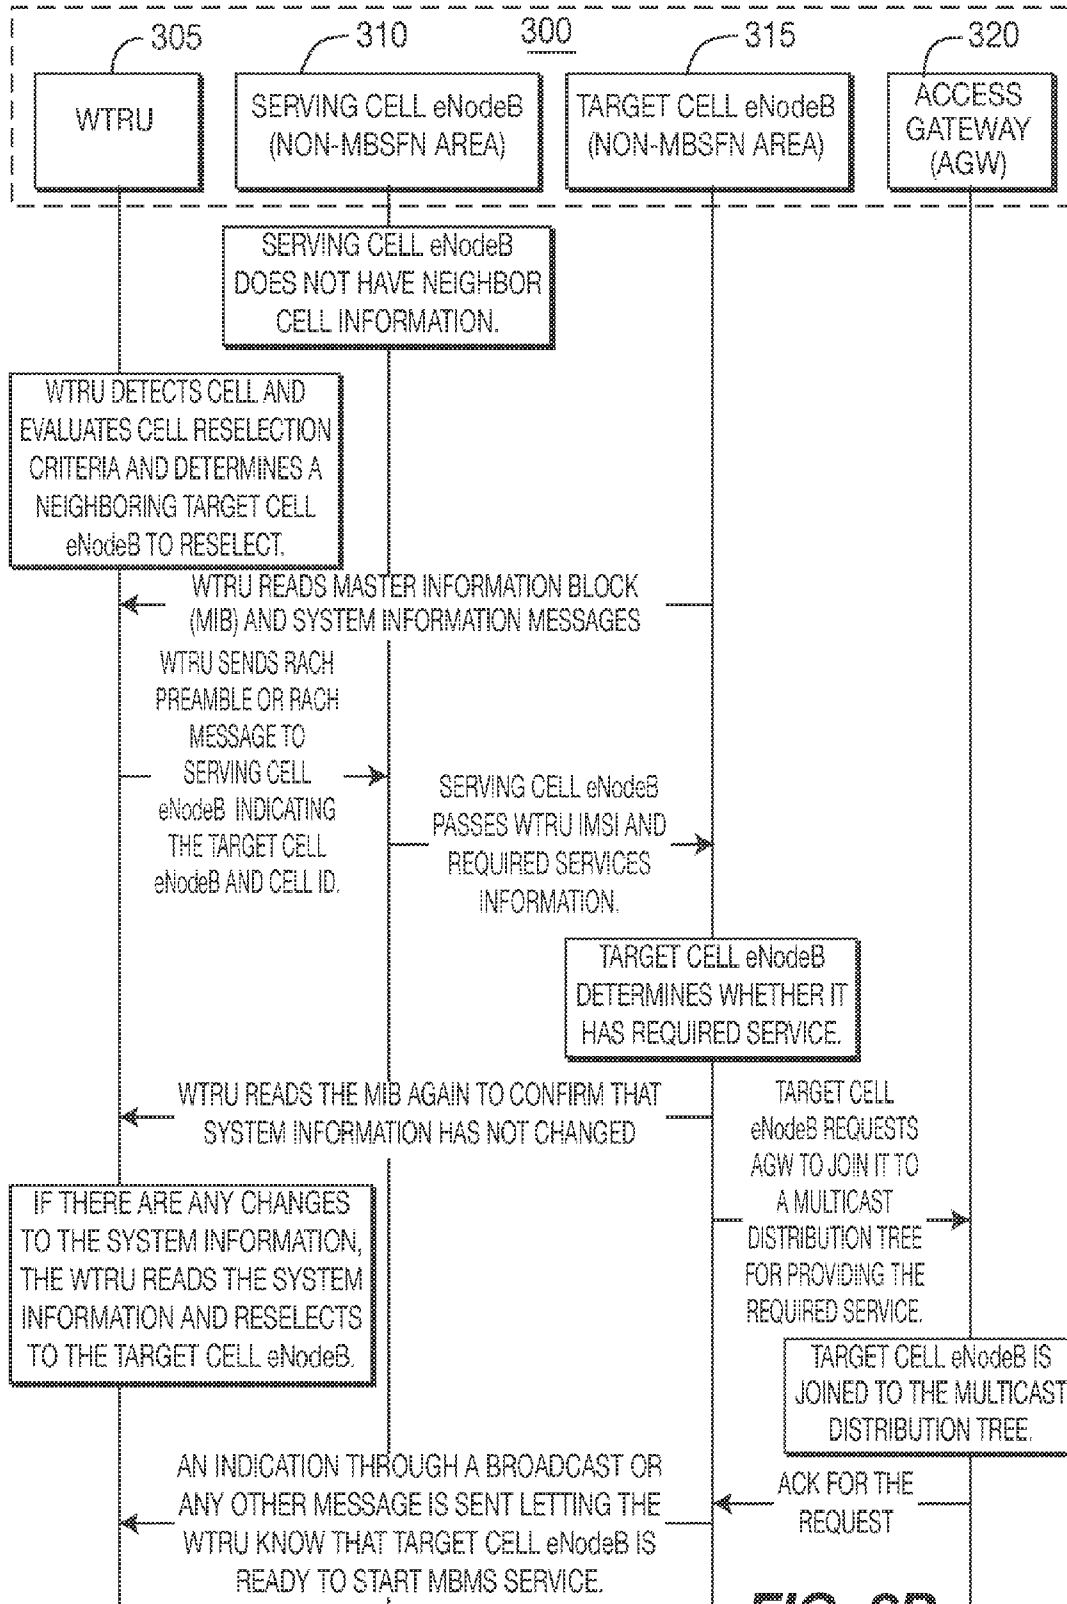 305
310
300
315
320
WTRU
SERVING CELL eNodeB
(NON-MBSFN AREA)
TARGET CELL eNodeB
(NON-MBSFN AREA)
ACCESS
GATEWAY
(AGW)
SERVING CELL eNodeB
DOES NOT HAVE NEIGHBOR
CELL INFORMATION.
WTRU DETECTS CELL AND
EVALUATES CELL RESELECTION
CRITERIA AND DETERMINES A
NEIGHBORING TARGET CELL
eNodeB TO RESELECT.
WTRU READS MASTER INFORMATION BLOCK
(MIB) AND SYSTEM INFORMATION MESSAGES
WTRU SENDS RACH
PREAMBLE OR RACH
MESSAGE TO
SERVING CELL
eNodeB INDICATING
THE TARGET CELL
eNodeB AND CELL ID.
SERVING CELL eNodeB
PASSES WTRU IMSI AND
REQUIRED SERVICES
INFORMATION.
TARGET CELL eNodeB
DETERMINES WHETHER IT
HAS REQUIRED SERVICE.
WTRU READS THE MIB AGAIN TO CONFIRM THAT
SYSTEM INFORMATION HAS NOT CHANGED
TARGET CELL
eNodeB REQUESTS
AGW TO JOIN IT TO
A MULTICAST
DISTRIBUTION TREE
FOR PROVIDING THE
REQUIRED SERVICE.
IF THERE ARE ANY CHANGES
TO THE SYSTEM INFORMATION,
THE WTRU READS THE SYSTEM
INFORMATION AND RESELECTS
TO THE TARGET CELL eNodeB.
TARGET CELL eNodeB IS
JOINED TO THE MULTICAST
DISTRIBUTION TREE.
ACK FOR THE
REQUEST
AN INDICATION THROUGH A BROADCAST OR
ANY OTHER MESSAGE IS SENT LETTING THE
WTRU KNOW THAT TARGET CELL eNodeB IS
READY TO START MBMS SERVICE.